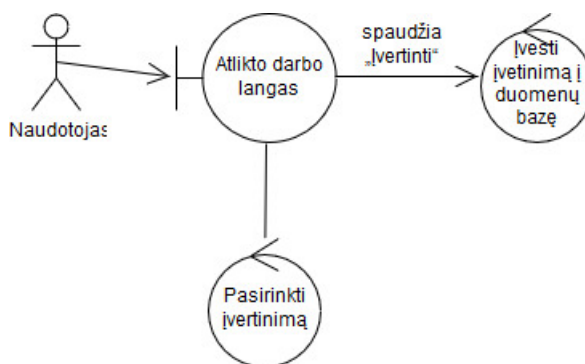 Naudotojas
Atlikto darbo
langas
spaudžia
„Įvertinti“
Įvesti
įvetinimą į
duomenų
bazę
Pasirinkti
įvertinimą